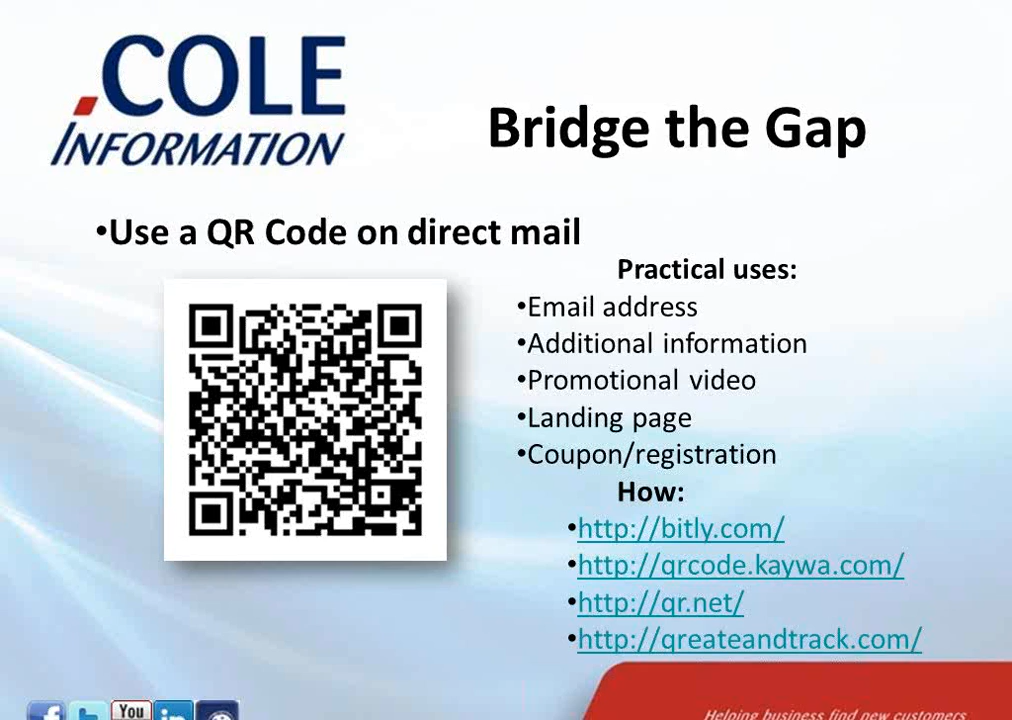 .COLE
INFORMATION
Bridge the Gap
•Use a QR Code on direct mail
Practical uses:
•Email address
•Additional information
•Promotional video
•Landing page
•Coupon/registration
How:
•http://bitly.com/
•http://qrcode.kaywa.com/
•http://qr.net/
•http://qreateandtrack.com/
f
t
You
in
Helping business find new customers